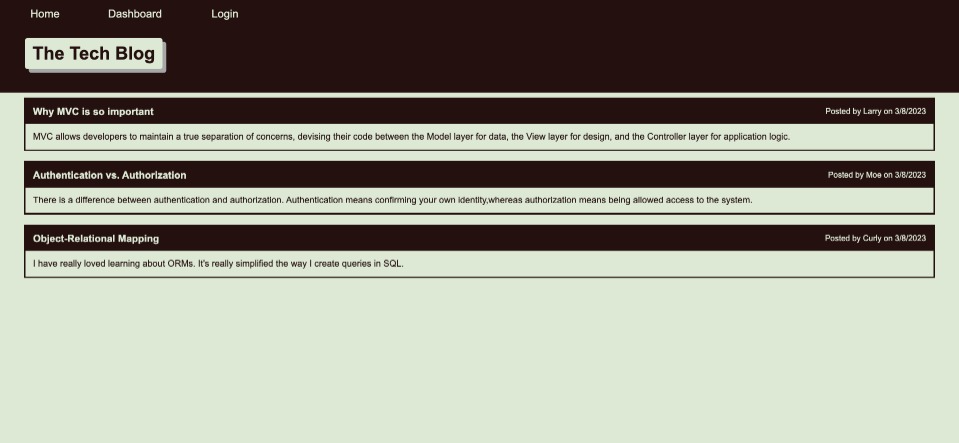 Home Dashboard Login
The Tech Blog
Why MVC is so important Posted by Larry on 3/8/2023
MVC allows developers to maintain a true separation of concerns, devising their code between the Model layer for data, the View layer for design, and the Controller layer for application logic.
Authentication vs. Authorization Posted by Moe on 3/8/2023
There is a difference between authentication and authorization. Authentication means confirming your own identity,whereas authorization means being allowed access to the system.
Object-Relational Mapping Posted by Curly on 3/8/2023
I have really loved learning about ORMs. It's really simplified the way I create queries in SQL.